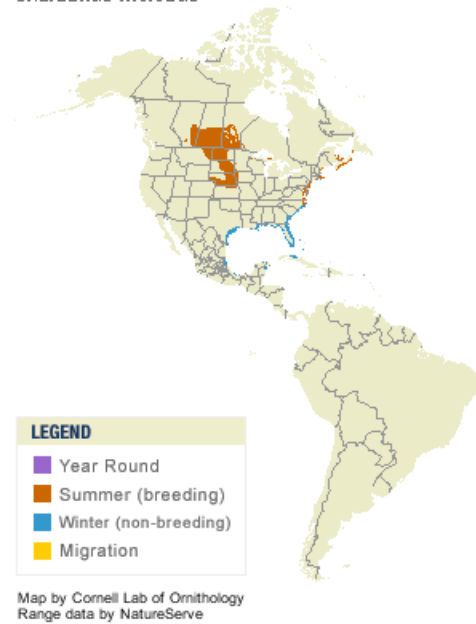 LEGEND
Year Round
Summer (breeding)
Winter (non-breeding)
Migration
Map by Cornell Lab of Ornithology
Range data by NatureServe